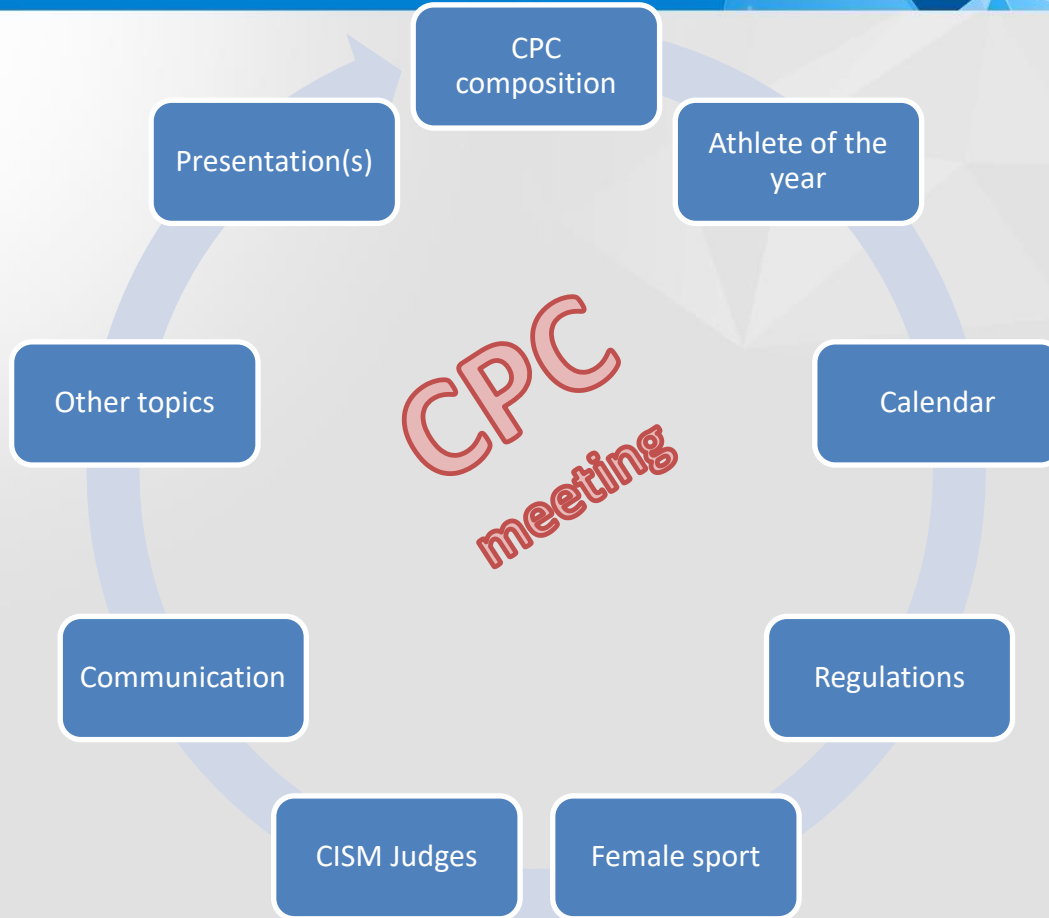 CPC
composition
Athlete of the
year
Calendar
Regulations
Female sport
CISM Judges
Communication
Other topics
Presentation(s)
CPC
meeting